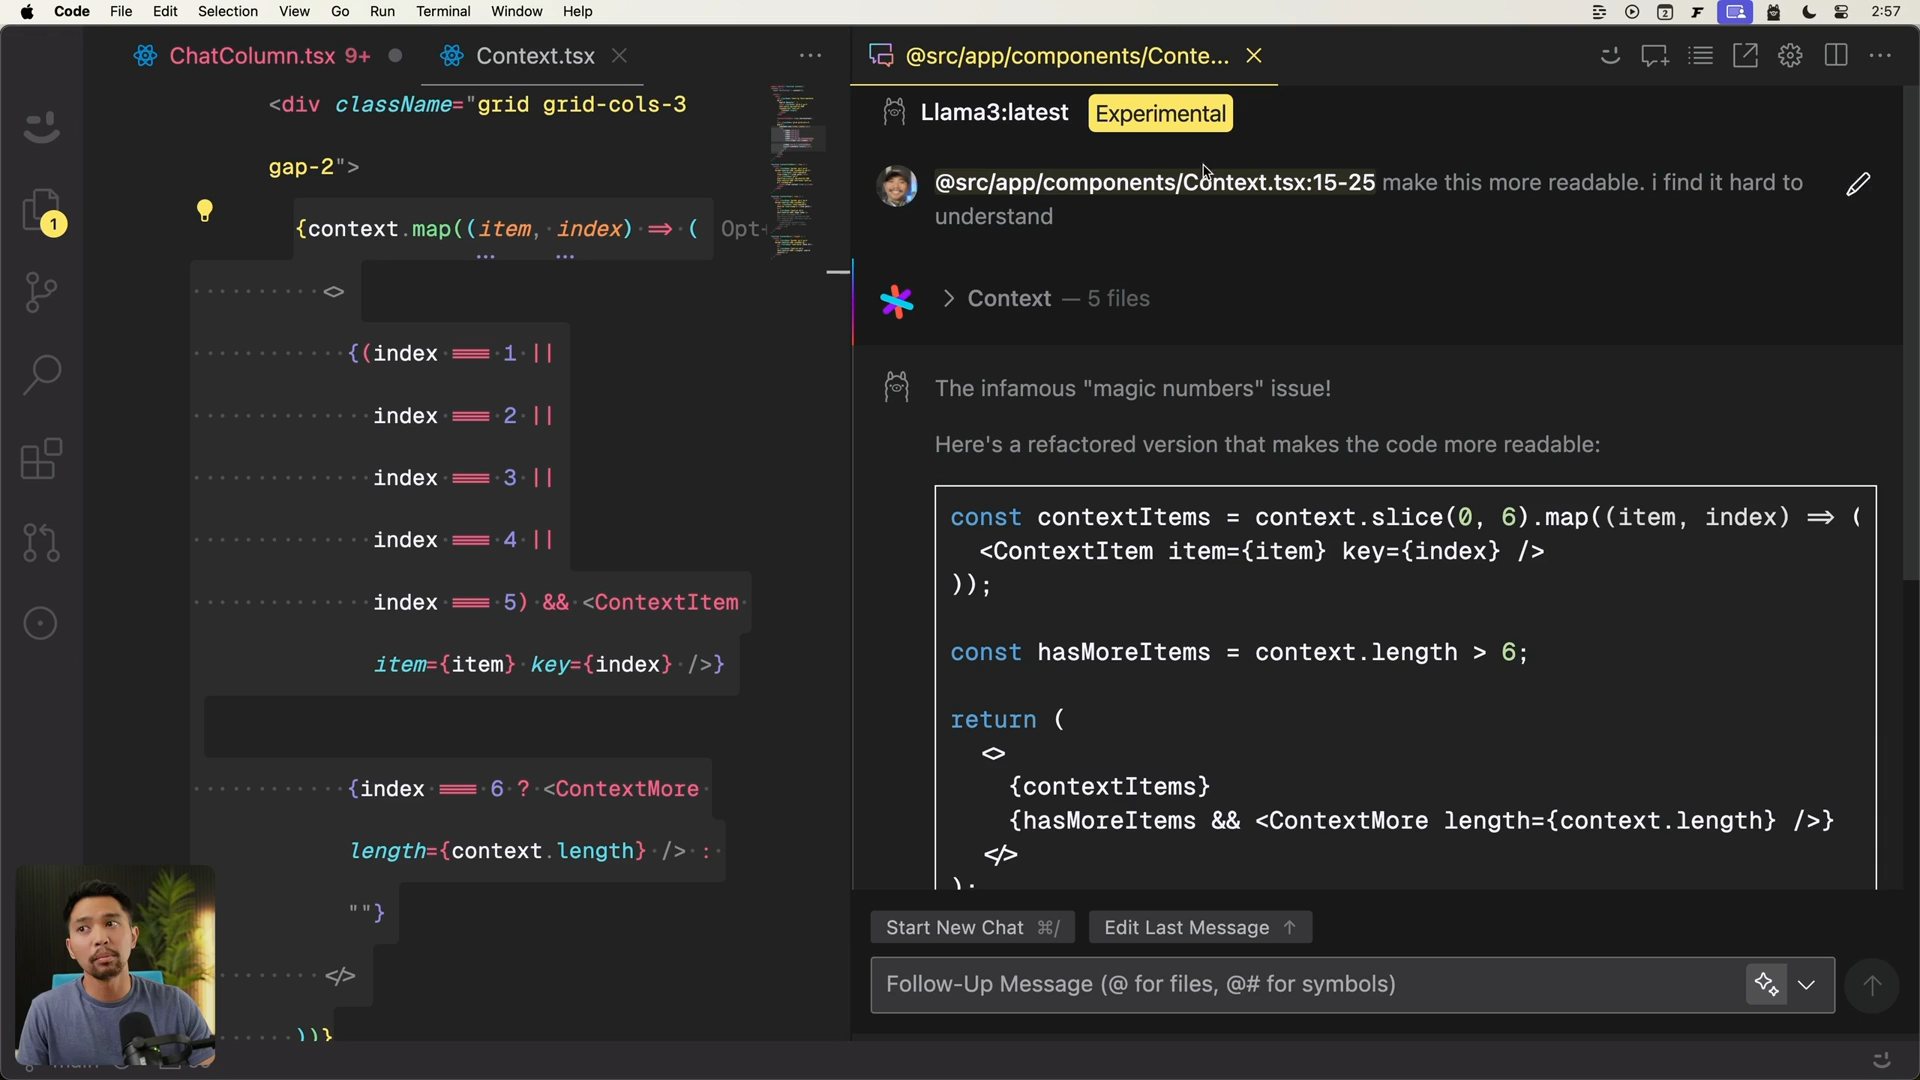 Code File Edit Selection View Go Run Terminal Window Help
2 2:57
ChatColumn.tsx 9+ Context.tsx
@src/app/components/Conte...
<div className="grid grid-cols-3
gap-2">
{context.map((item, index) => ( Opt+
<>
{(index === 1 ||
index === 2 ||
index === 3 ||
index === 4 ||
index === 5) && <ContextItem
item={item} key={index} />}
{index === 6 ? <ContextMore
length={context.length} /> :
""}
</>
))}
1
Llama3:latest Experimental
@src/app/components/Context.tsx:15-25 make this more readable. i find it hard to
understand
Context — 5 files
The infamous "magic numbers" issue!
Here's a refactored version that makes the code more readable:
const contextItems = context.slice(0, 6).map((item, index) => (
<ContextItem item={item} key={index} />
));
const hasMoreItems = context.length > 6;
return (
<>
{contextItems}
{hasMoreItems && <ContextMore length={context.length} />}
</>
);
Start New Chat ⌘/ Edit Last Message ↑
Follow-Up Message (@ for files, @# for symbols)